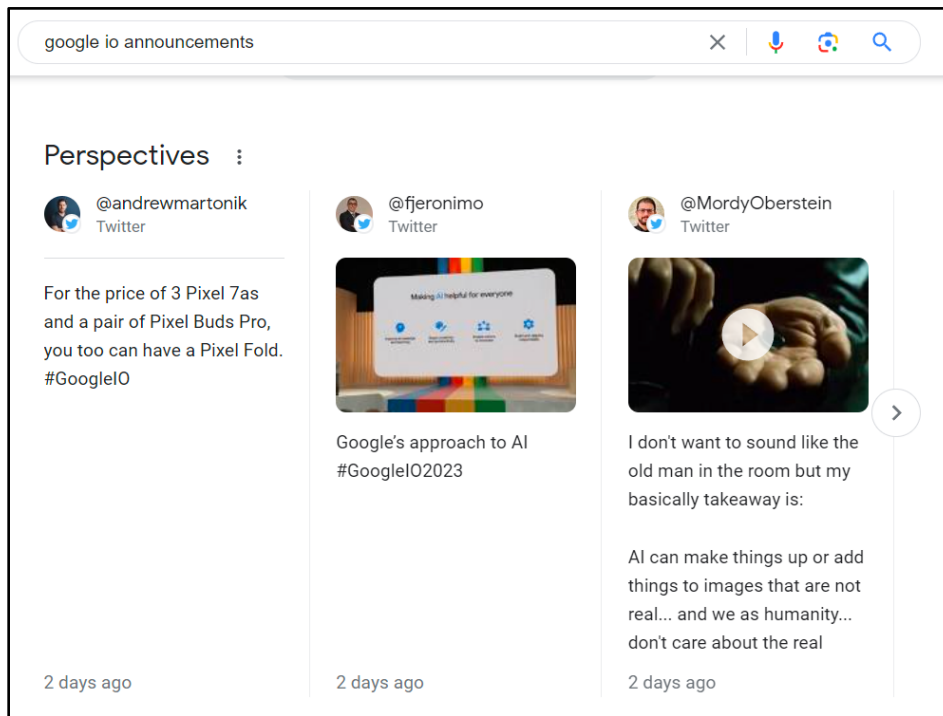 google io announcements
Perspectives
@andrewmartonik
Twitter
For the price of 3 Pixel 7as
and a pair of Pixel Buds Pro,
you too can have a Pixel Fold.
#GoogleIO
2 days ago
@fjeronimo
Twitter
Making AI helpful for everyone
Google's approach to AI
#GoogleIO2023
2 days ago
@MordyOberstein
Twitter
I don't want to sound like the
old man in the room but my
basically takeaway is:
AI can make things up or add
things to images that are not
real... and we as humanity...
don't care about the real
2 days ago